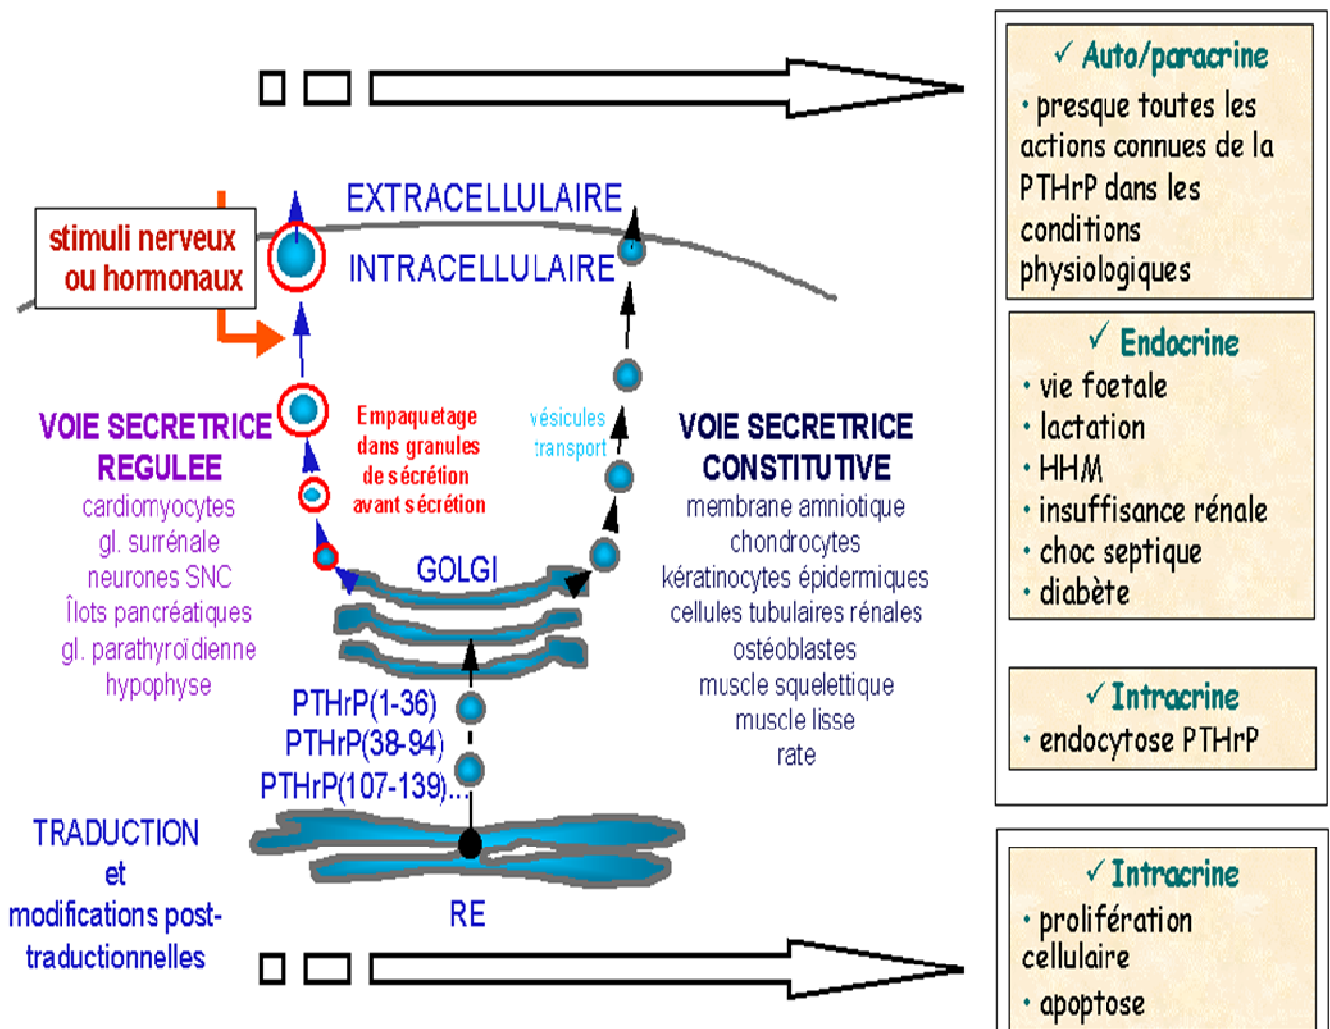 EXTRACELLULAIRE
INTRACELLULAIRE
stimuli nerveux
ou hormonaux
VOIE SECRETRICE
REGULEE
cardiomyocytes
gl. surrénale
neurones SNC
Îlots pancréatiques
gl. parathyroïdienne
hypophyse
Empaquetage
dans granules
de sécrétion
avant sécrétion
vésicules
transport
VOIE SECRETRICE
CONSTITUTIVE
membrane amniotique
chondrocytes
kératinocytes épidermiques
cellules tubulaires rénales
ostéoblastes
muscle squelettique
muscle lisse
rate
GOLGI
PTHrP(1-36)
PTHrP(38-94)
PTHrP(107-139)...
TRADUCTION
et
modifications post-
traductionnelles
RE
✓ Auto/paracrine
• presque toutes les
actions connues de la
PTHrP dans les
conditions
physiologiques
✓ Endocrine
• vie foetale
• lactation
• HHM
• insuffisance rénale
• choc septique
• diabète
✓ Intracrine
• endocytose PTHrP
✓ Intracrine
• prolifération
cellulaire
• apoptose